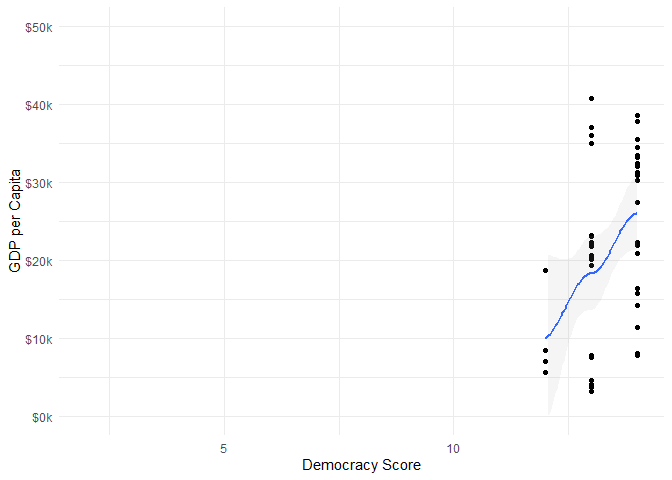 $50k
$40k
$30k
$20k
$10k
$0k
GDP per Capita
5
10
Democracy Score